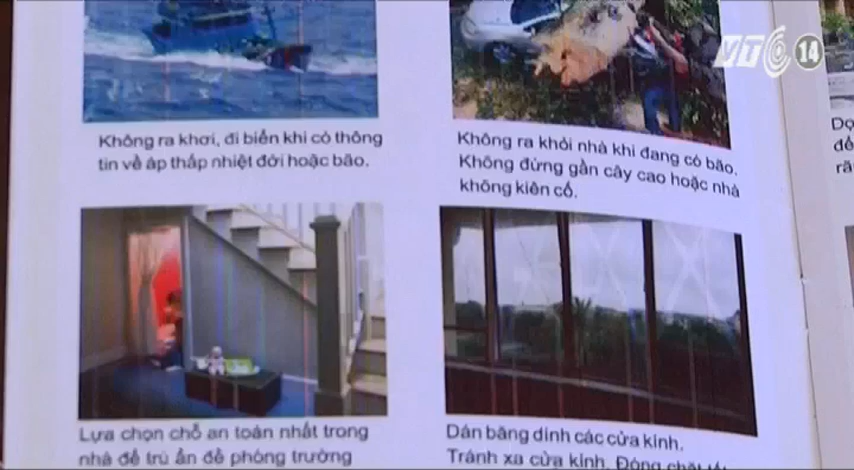 VTC 14
Không ra khơi, đi biển khi có thông
tin về áp thấp nhiệt đới hoặc bão.
Không ra khỏi nhà khi đang có bão.
Không đứng gần cây cao hoặc nhà
không kiên cố.
Lựa chọn chỗ an toàn nhất trong
nhà để trú ẩn đề phòng trường
Dán băng dính các cửa kính.
Tránh xa cửa kính. Đóng chặt